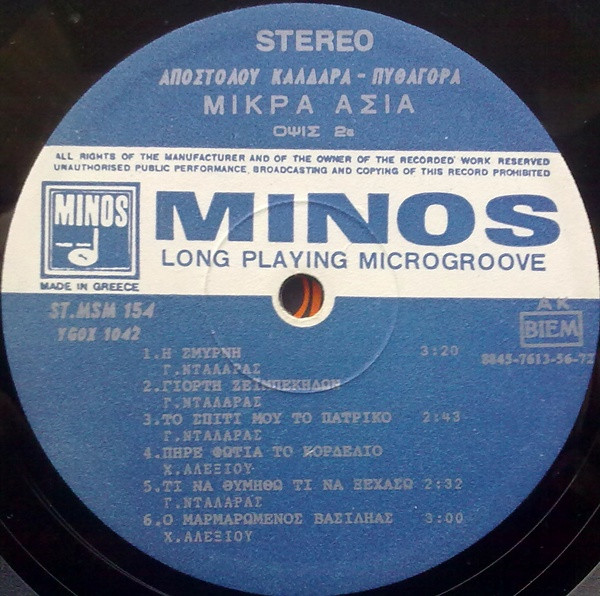 STEREO
ΑΠΟΣΤΟΛΟΥ ΚΑΛΔΑΡΑ - ΠΥΘΑΓΟΡΑ
ΜΙΚΡΑ ΑΣΙΑ
ΟΨΙΣ 2α
ALL RIGHTS OF THE MANUFACTURER AND OF THE OWNER OF THE RECORDED WORK RESERVED
UNAUTHORISED PUBLIC PERFORMANCE, BROADCASTING AND COPYING OF THIS RECORD PROHIBITED
MINOS
MINOS
LONG PLAYING MICROGROOVE
MADE IN GREECE
ST.MSM 154
YGOX 1042
AK
BIEM
8845-7613-56-72
1.Η ΣΜΥΡΝΗ 3:20
Γ.ΝΤΑΛΑΡΑΣ
2.ΓΙΟΡΤΗ ΖΕΙΜΠΕΚΗΔΩΝ
Γ.ΝΤΑΛΑΡΑΣ
3.ΤΟ ΣΠΙΤΙ ΜΟΥ ΤΟ ΠΑΤΡΙΚΟ 2:43
Γ.ΝΤΑΛΑΡΑΣ
4.ΠΗΡΕ ΦΩΤΙΑ ΤΟ ΚΟΡΔΕΛΙΟ
Χ.ΑΛΕΞΙΟΥ
5.ΤΙ ΝΑ ΘΥΜΗΘΩ ΤΙ ΝΑ ΞΕΧΑΣΩ 2:32
Γ.ΝΤΑΛΑΡΑΣ
6.Ο ΜΑΡΜΑΡΩΜΕΝΟΣ ΒΑΣΙΛΗΑΣ 3:00
Χ.ΑΛΕΞΙΟΥ